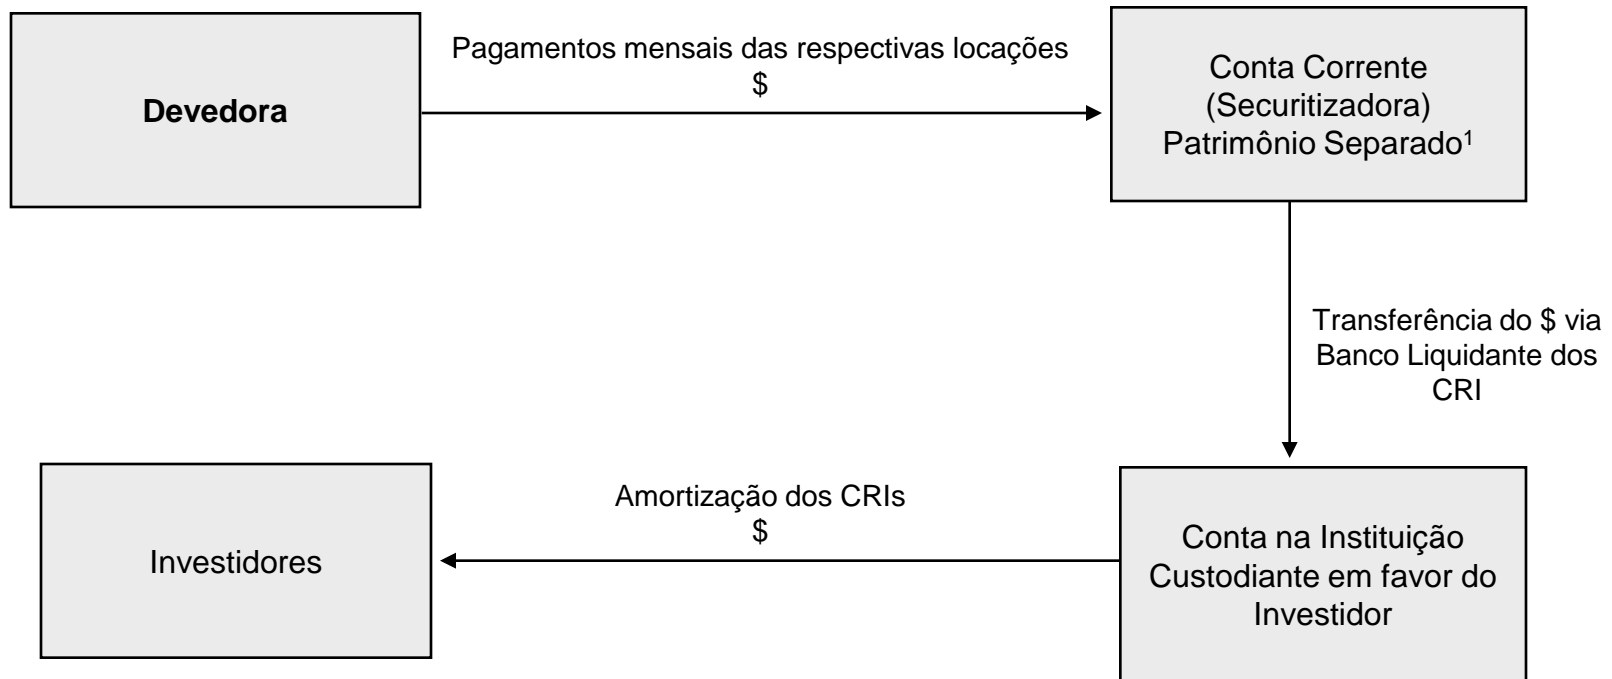 Devedora
Pagamentos mensais das respectivas locações
$
Conta Corrente
(Securitizadora)
Patrimônio Separado¹
Transferência do $ via
Banco Liquidante dos
CRI
Conta na Instituição
Custodiante em favor do
Investidor
Amortização dos CRIs
$
Investidores